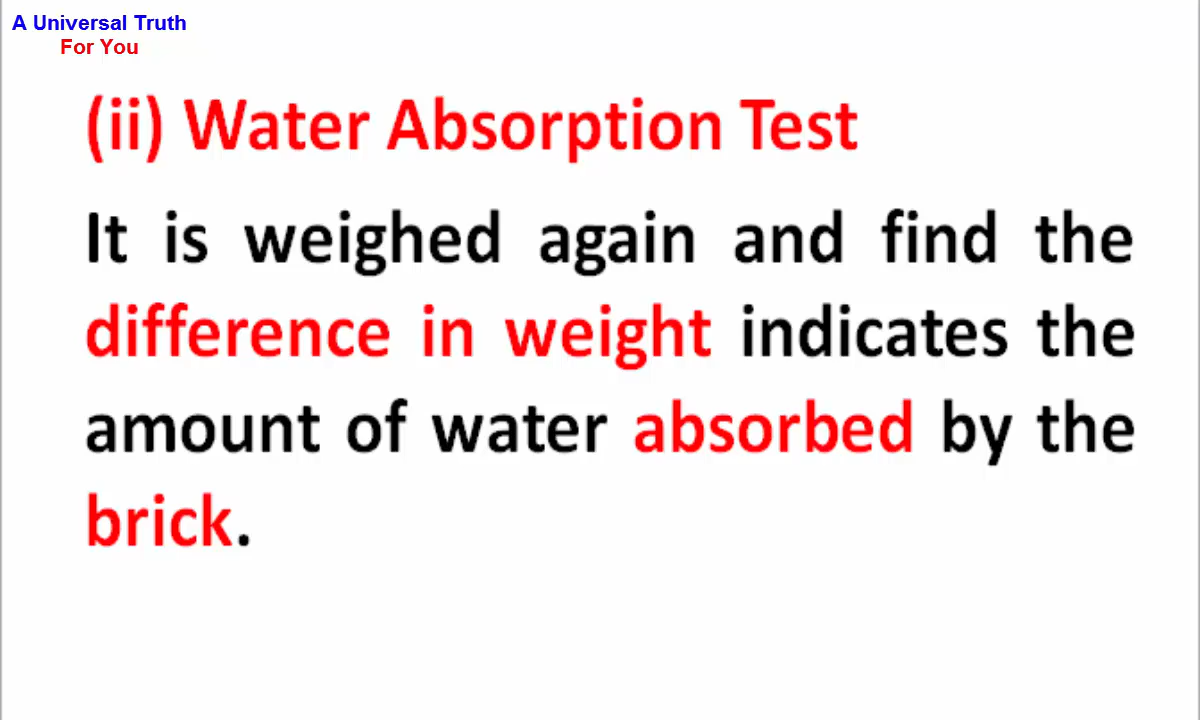 A Universal Truth
For You
(ii) Water Absorption Test
It is weighed again and find the
difference in weight indicates the
amount of water absorbed by the
brick.